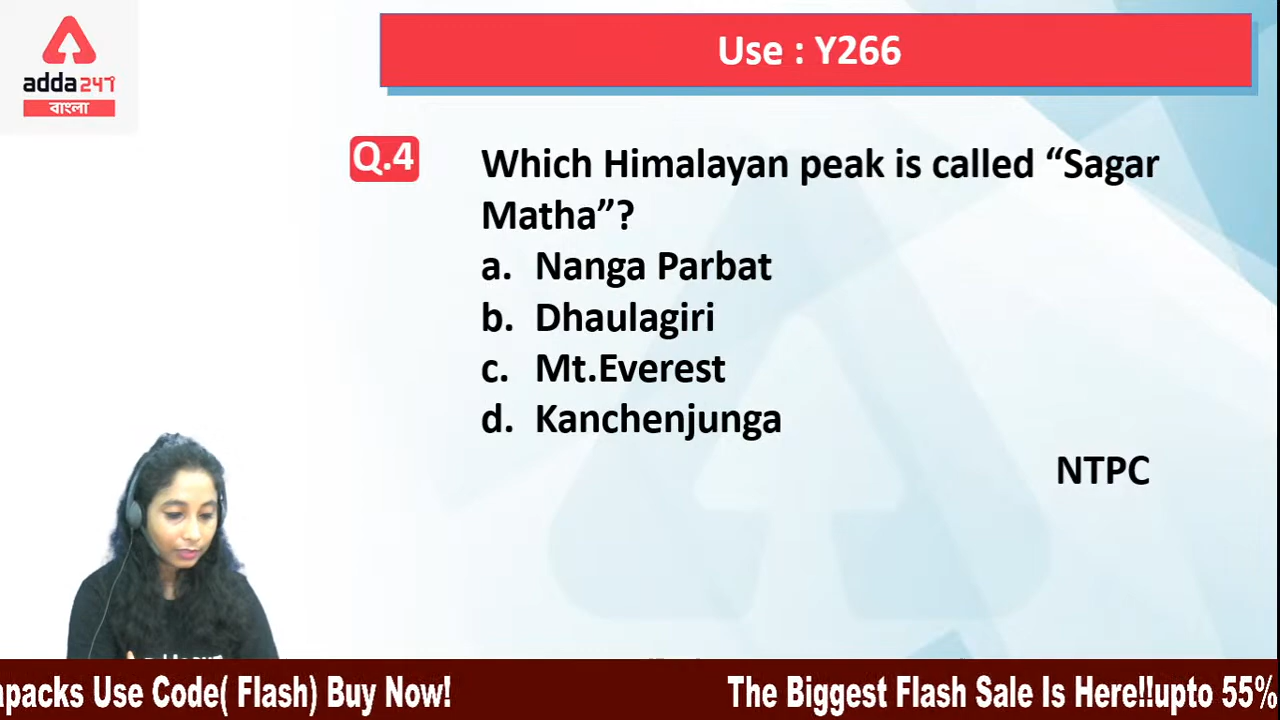 adda247
বাংলা
Use : Y266
Q.4
Which Himalayan peak is called “Sagar
Matha”?
a. Nanga Parbat
b. Dhaulagiri
c. Mt.Everest
d. Kanchenjunga
NTPC
apacks Use Code( Flash) Buy Now!
The Biggest Flash Sale Is Here!!upto 55%